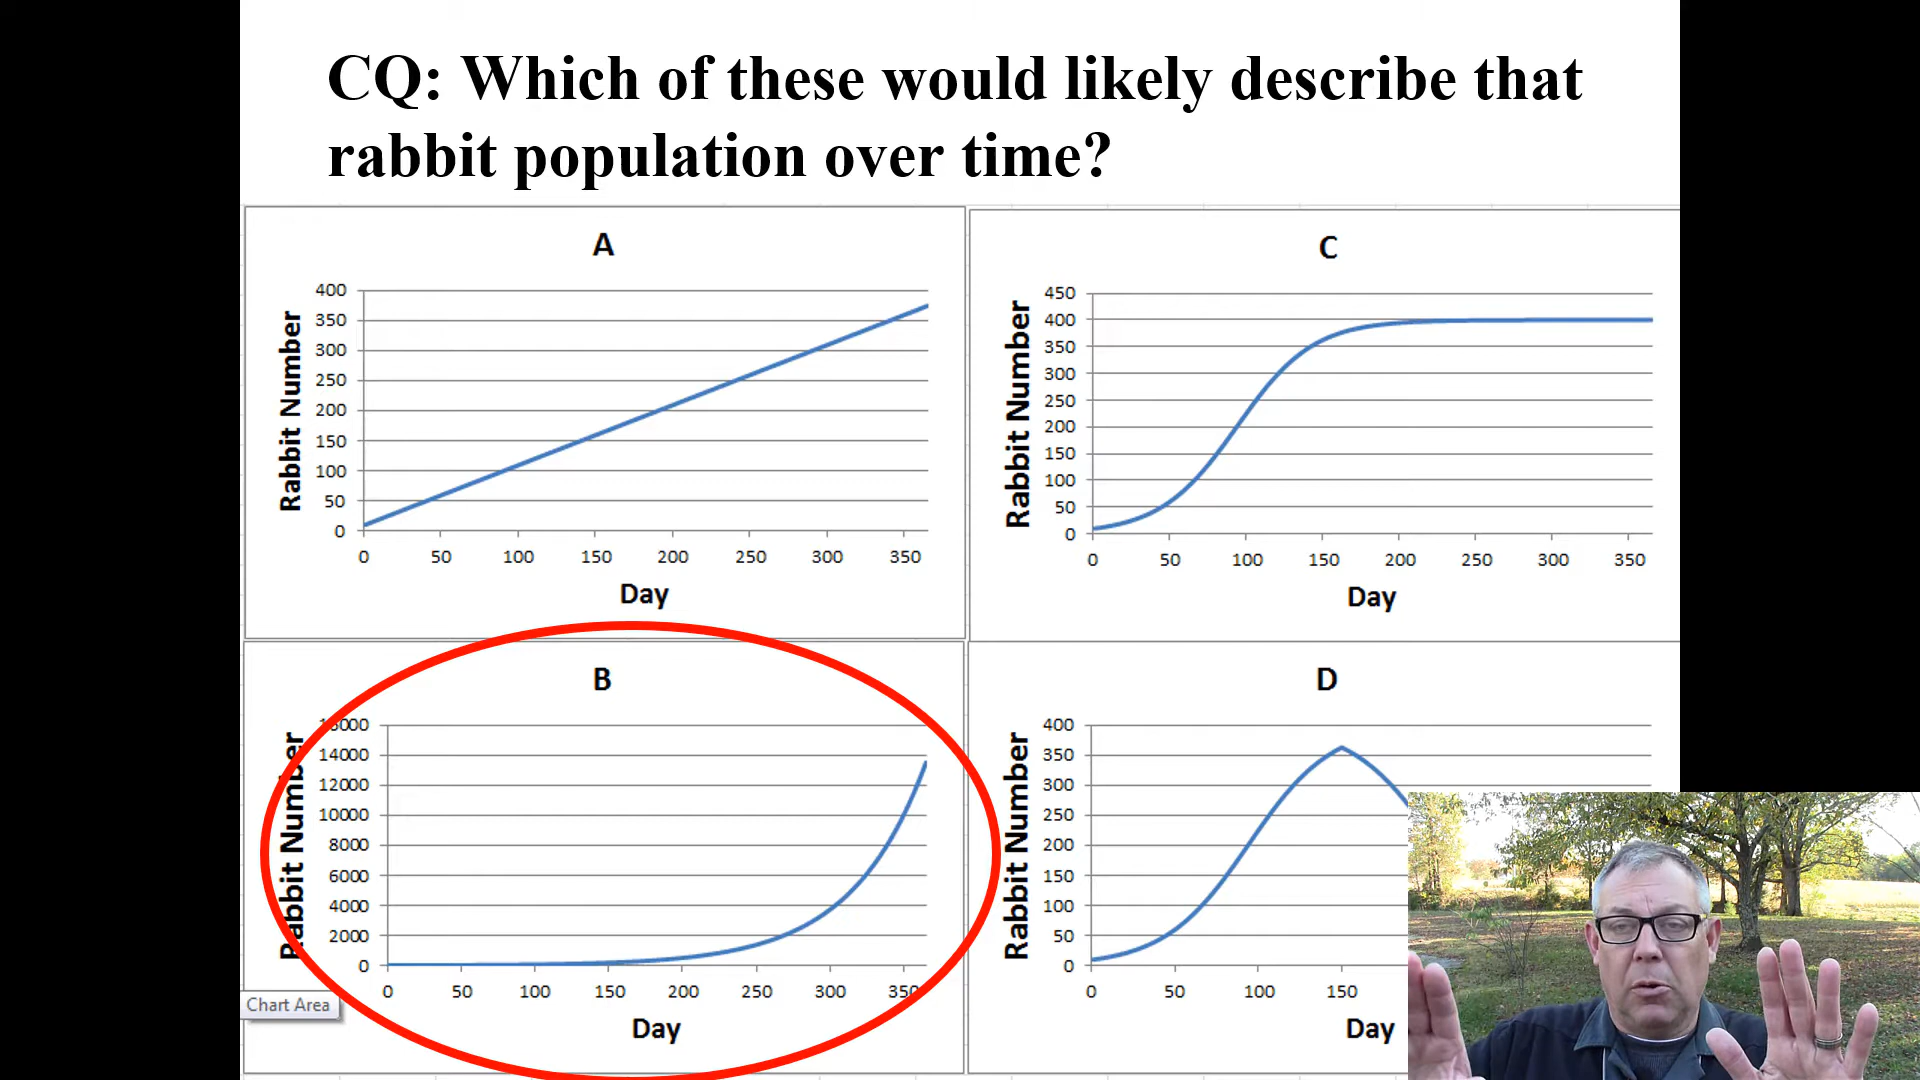 CQ: Which of these would likely describe that
rabbit population over time?
A
Rabbit Number
400
350
300
250
200
150
100
50
0
0 50 100 150 200 250 300 350
Day
C
Rabbit Number
450
400
350
300
250
200
150
100
50
0
0 50 100 150 200 250 300 350
Day
B
Rabbit Number
14000
12000
10000
8000
6000
4000
2000
0
0 50 100 150 200 250 300 350
Day
Chart Area
D
Rabbit Number
400
350
300
250
200
150
100
50
0
0 50 100 150
Day